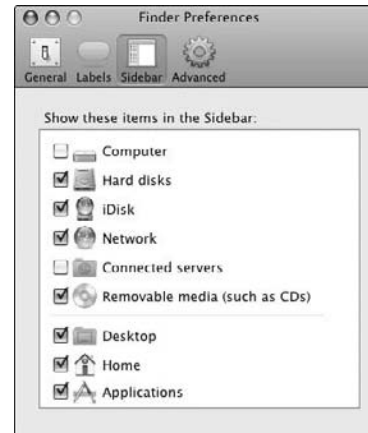 Finder Preferences
General Labels Sidebar Advanced
Show these items in the Sidebar:
Computer
Hard disks
iDisk
Network
Connected servers
Removable media (such as CDs)
Desktop
Home
Applications